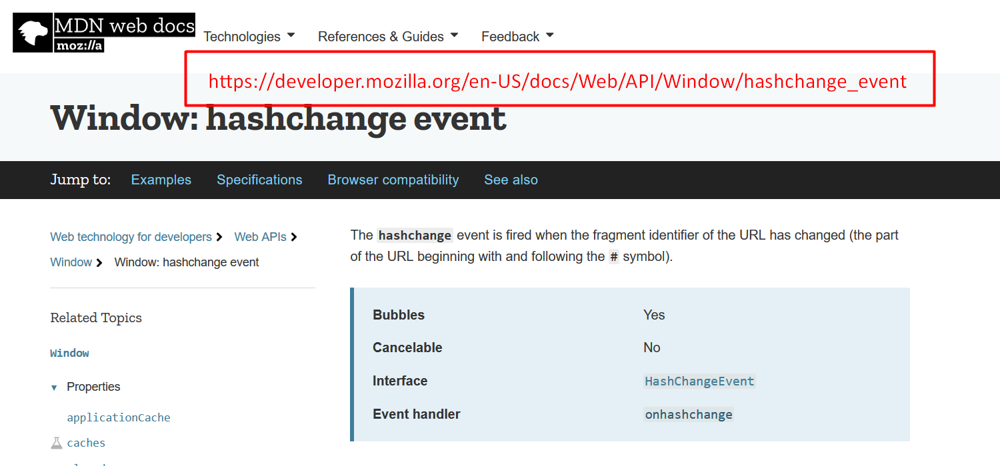 MDN web docs
moz://a
Technologies
References & Guides
Feedback
https://developer.mozilla.org/en-US/docs/Web/API/Window/hashchange_event
Window: hashchange event
Jump to:
Examples
Specifications
Browser compatibility
See also
Web technology for developers
Web APIs
Window
Window: hashchange event
Related Topics
Window
Properties
applicationCache
caches
The hashchange event is fired when the fragment identifier of the URL has changed (the part
of the URL beginning with and following the # symbol).
Bubbles Yes
Cancelable No
Interface HashChangeEvent
Event handler onhashchange